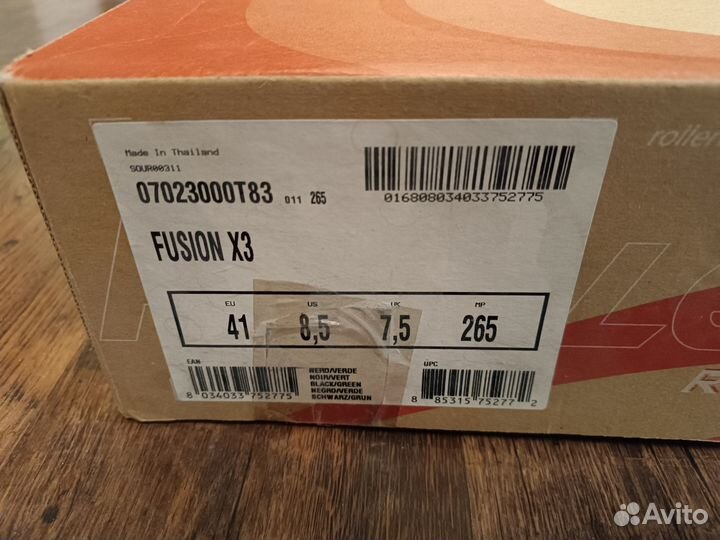 Made In Thailand
SQUR00311
07023000T83 011 265
016808034033752775
FUSION X3
EU US UK MP
41 8,5 7,5 265
EAN
8 034033 752775
NERO/VERDE
NOIR/VERT
BLACK/GREEN
NEGRO/VERDE
SCHWARZ/GRUN
UPC
8 85315 75277 2
Avito